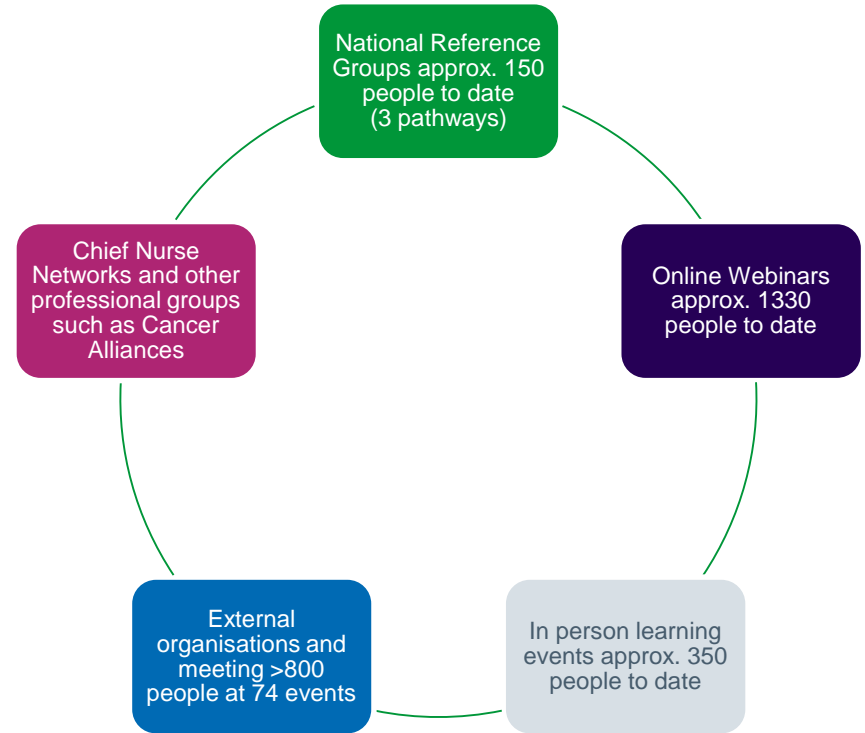 National Reference
Groups approx. 150
people to date
(3 pathways)
Online Webinars
approx. 1330
people to date
In person learning
events approx. 350
people to date
External
organisations and
meeting >800
people at 74 events
Chief Nurse
Networks and other
professional groups
such as Cancer
Alliances